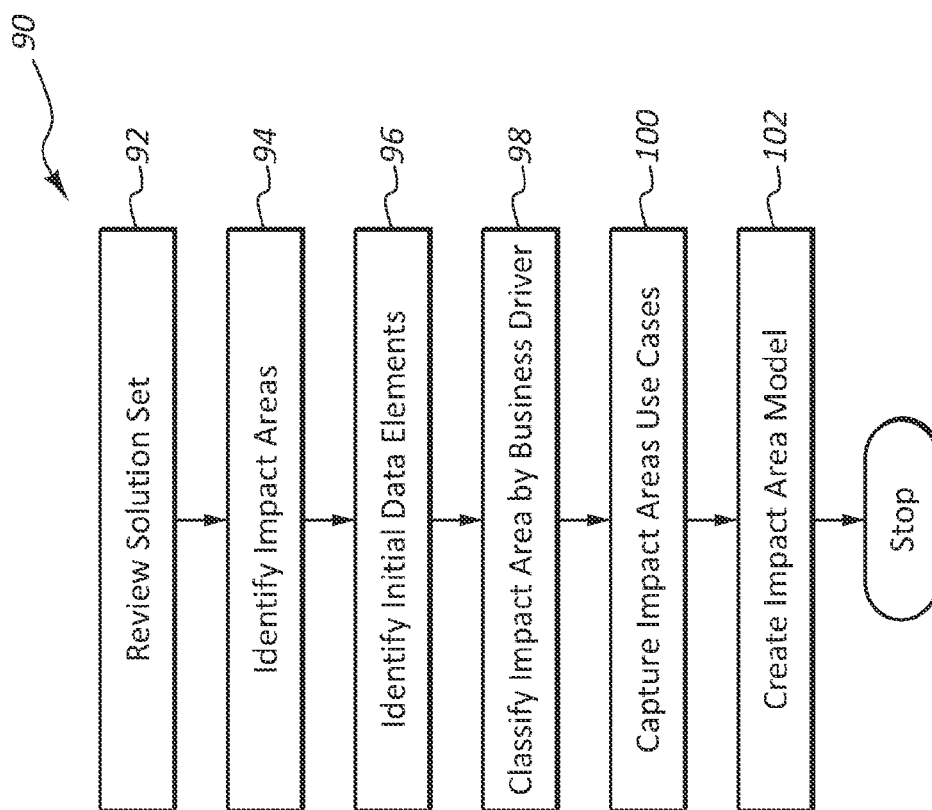 90
Review Solution Set
92
Identify Impact Areas
94
Identify Initial Data Elements
96
Classify Impact Area by Business Driver
98
Capture Impact Areas Use Cases
100
Create Impact Area Model
102
Stop